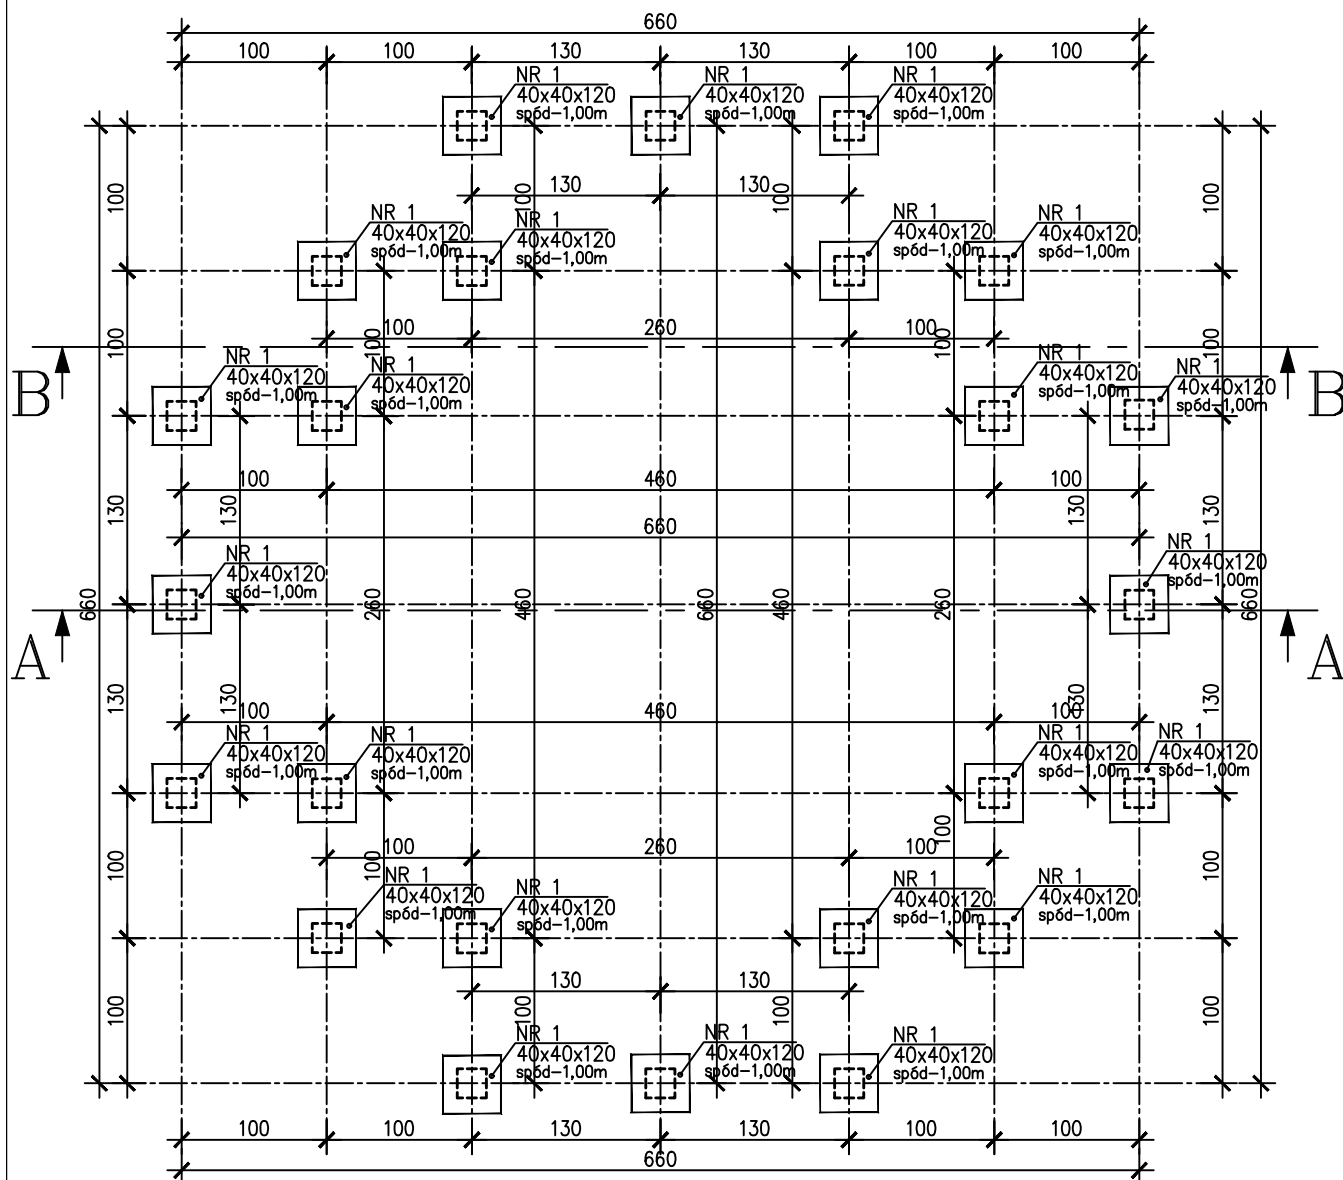 660
100 100 130 130 100 100
NR 1 NR 1 NR 1
40x40x120 40x40x120 40x40x120
spód-1,00m spód-1,00m spód-1,00m
130 130
100 100 100 100
NR 1 NR 1 NR 1 NR 1
40x40x120 40x40x120 40x40x120 40x40x120
spód-1,00m spód-1,00m spód-1,00m spód-1,00m
100 260 100
100 100 100 100
NR 1 NR 1 NR 1 NR 1
40x40x120 40x40x120 40x40x120 40x40x120
spód-1,00m spód-1,00m spód-1,00m spód-1,00m
B B
100 460 100
130 130 130 130
660
NR 1 NR 1
40x40x120 40x40x120
spód-1,00m spód-1,00m
660 260 460 660 460 260 660
A A
130 130 130 130
100 460 100
NR 1 NR 1 NR 1 NR 1
40x40x120 40x40x120 40x40x120 40x40x120
spód-1,00m spód-1,00m spód-1,00m spód-1,00m
100 260 100
100 100 100 100
NR 1 NR 1 NR 1 NR 1
40x40x120 40x40x120 40x40x120 40x40x120
spód-1,00m spód-1,00m spód-1,00m spód-1,00m
130 130
100 100 100 100
NR 1 NR 1 NR 1
40x40x120 40x40x120 40x40x120
spód-1,00m spód-1,00m spód-1,00m
100 100 130 130 100 100
660